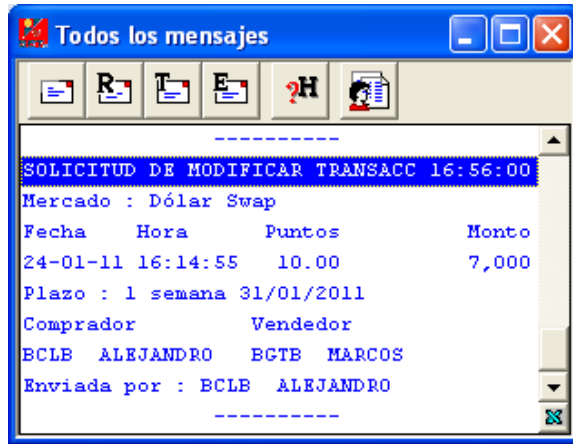 Todos los mensajes
R T E ?H
----------
SOLICITUD DE MODIFICAR TRANSACC 16:56:00
Mercado : Dólar Swap
Fecha Hora Puntos Monto
24-01-11 16:14:55 10.00 7,000
Plazo : 1 semana 31/01/2011
Comprador Vendedor
BCLB ALEJANDRO BGTB MARCOS
Enviada por : BCLB ALEJANDRO
----------